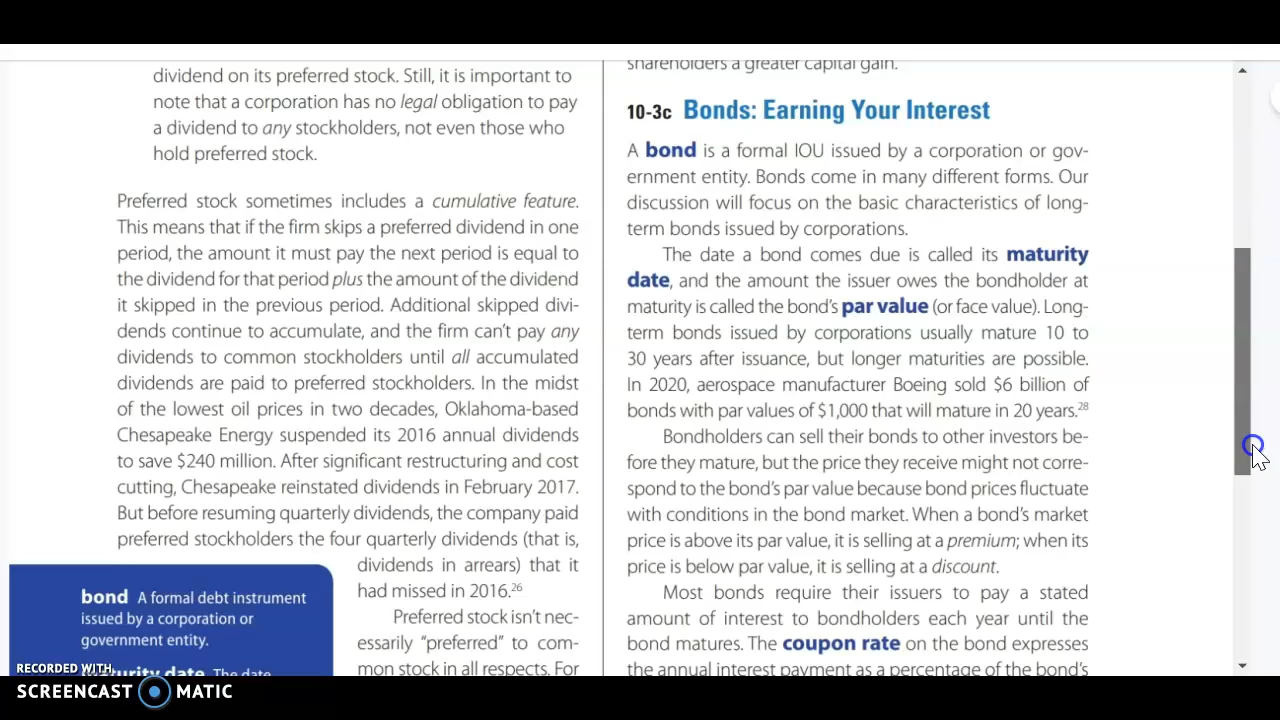 dividend on its preferred stock. Still, it is important to
note that a corporation has no legal obligation to pay
a dividend to any stockholders, not even those who
hold preferred stock.
Preferred stock sometimes includes a cumulative feature.
This means that if the firm skips a preferred dividend in one
period, the amount it must pay the next period is equal to
the dividend for that period plus the amount of the dividend
it skipped in the previous period. Additional skipped divi-
dends continue to accumulate, and the firm can't pay any
dividends to common stockholders until all accumulated
dividends are paid to preferred stockholders. In the midst
of the lowest oil prices in two decades, Oklahoma-based
Chesapeake Energy suspended its 2016 annual dividends
to save $240 million. After significant restructuring and cost
cutting, Chesapeake reinstated dividends in February 2017.
But before resuming quarterly dividends, the company paid
preferred stockholders the four quarterly dividends (that is,
dividends in arrears) that it
had missed in 2016.26
Preferred stock isn't nec-
essarily "preferred" to com-
mon stock in all respects. For
bond A formal debt instrument
issued by a corporation or
government entity.
maturity date The date
shareholders a greater capital gain.
10-3c Bonds: Earning Your Interest
A bond is a formal IOU issued by a corporation or gov-
ernment entity. Bonds come in many different forms. Our
discussion will focus on the basic characteristics of long-
term bonds issued by corporations.
The date a bond comes due is called its maturity
date, and the amount the issuer owes the bondholder at
maturity is called the bond's par value (or face value). Long-
term bonds issued by corporations usually mature 10 to
30 years after issuance, but longer maturities are possible.
In 2020, aerospace manufacturer Boeing sold $6 billion of
bonds with par values of $1,000 that will mature in 20 years.28
Bondholders can sell their bonds to other investors be-
fore they mature, but the price they receive might not corre-
spond to the bond's par value because bond prices fluctuate
with conditions in the bond market. When a bond's market
price is above its par value, it is selling at a premium; when its
price is below par value, it is selling at a discount.
Most bonds require their issuers to pay a stated
amount of interest to bondholders each year until the
bond matures. The coupon rate on the bond expresses
the annual interest payment as a percentage of the bond's
RECORDED WITH
SCREENCAST MATIC